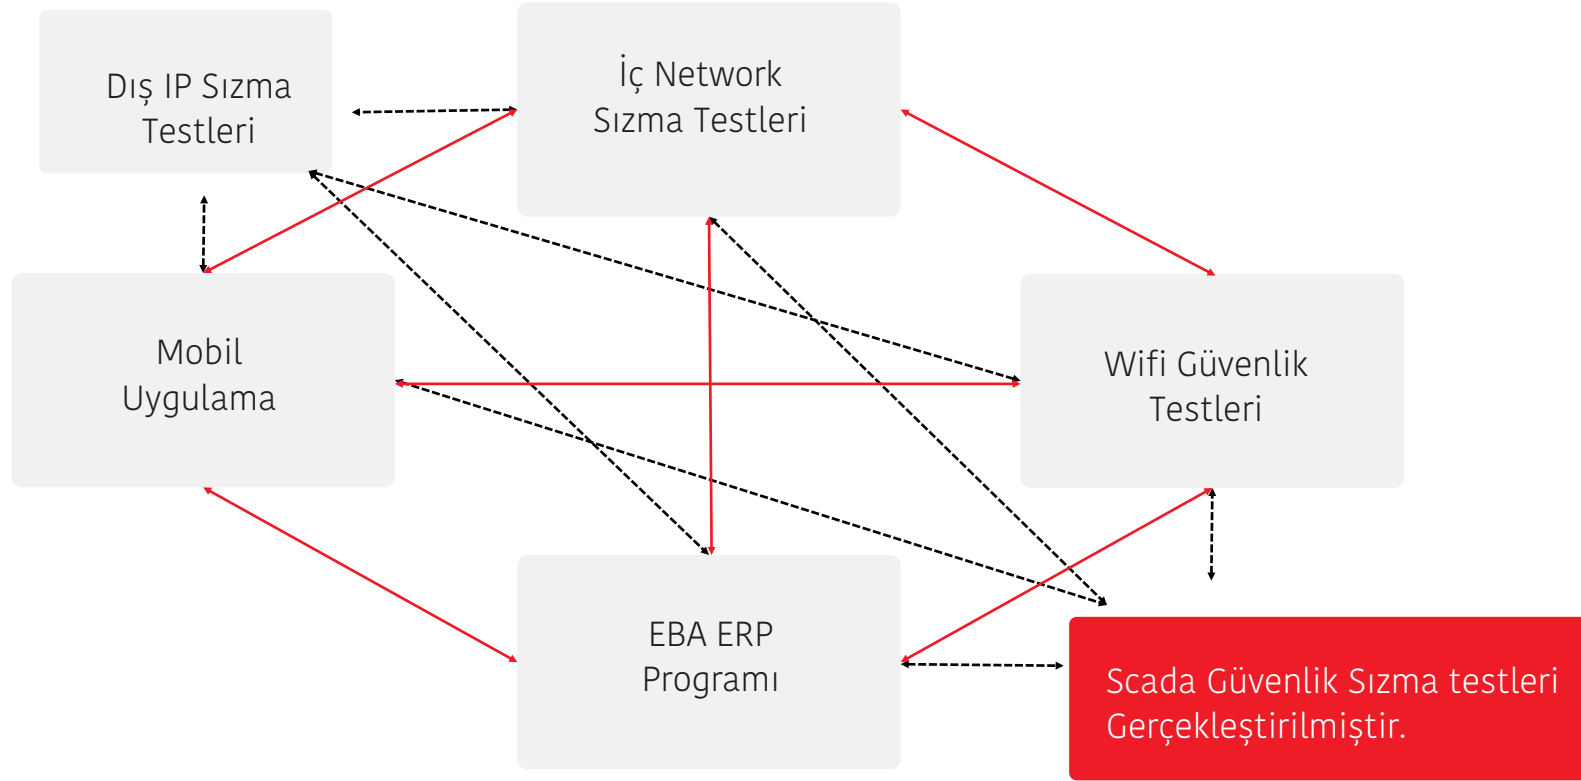 Dış IP Sızma
Testleri
İç Network
Sızma Testleri
Mobil
Uygulama
Wifi Güvenlik
Testleri
EBA ERP
Programı
Scada Güvenlik Sızma testleri
Gerçekleştirilmiştir.